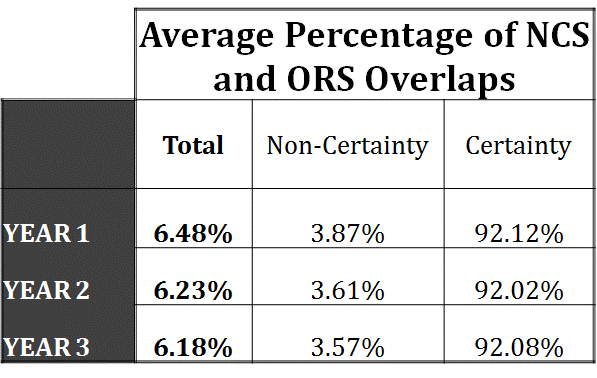 Average Percentage of NCS
and ORS Overlaps
Total Non-Certainty Certainty
YEAR 1 6.48% 3.87% 92.12%
YEAR 2 6.23% 3.61% 92.02%
YEAR 3 6.18% 3.57% 92.08%